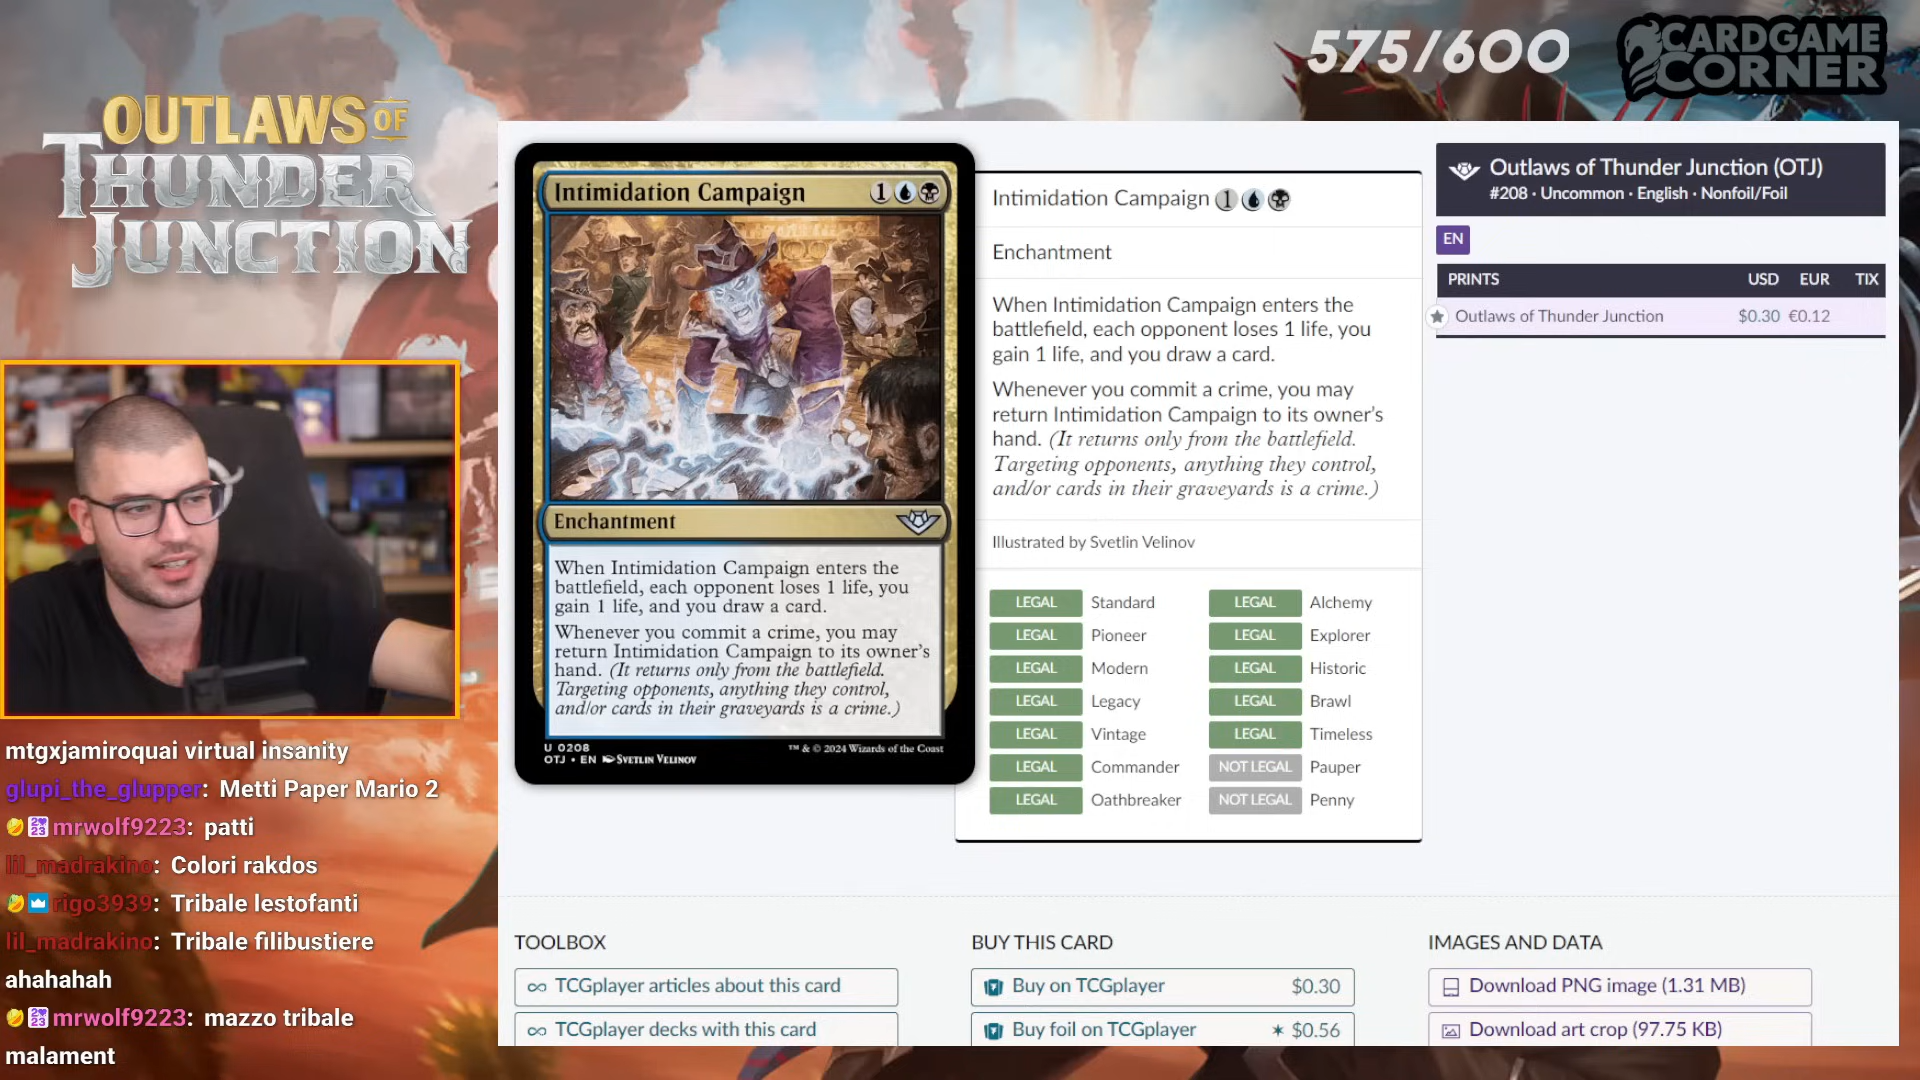 575/600
CARDGAME CORNER
OUTLAWS OF
THUNDER
JUNCTION
Intimidation Campaign 1
Enchantment
When Intimidation Campaign enters the
battlefield, each opponent loses 1 life, you
gain 1 life, and you draw a card.
Whenever you commit a crime, you may
return Intimidation Campaign to its owner's
hand. (It returns only from the battlefield.
Targeting opponents, anything they control,
and/or cards in their graveyards is a crime.)
U 0208
OTJ • EN SVETLIN VELINOV
™ & © 2024 Wizards of the Coast
Intimidation Campaign 1
Enchantment
When Intimidation Campaign enters the
battlefield, each opponent loses 1 life, you
gain 1 life, and you draw a card.
Whenever you commit a crime, you may
return Intimidation Campaign to its owner's
hand. (It returns only from the battlefield.
Targeting opponents, anything they control,
and/or cards in their graveyards is a crime.)
Illustrated by Svetlin Velinov
LEGAL Standard LEGAL Alchemy
LEGAL Pioneer LEGAL Explorer
LEGAL Modern LEGAL Historic
LEGAL Legacy LEGAL Brawl
LEGAL Vintage LEGAL Timeless
LEGAL Commander NOT LEGAL Pauper
LEGAL Oathbreaker NOT LEGAL Penny
Outlaws of Thunder Junction (OTJ)
#208 · Uncommon · English · Nonfoil/Foil
EN
PRINTS USD EUR TIX
Outlaws of Thunder Junction $0.30 €0.12
TOOLBOX
TCGplayer articles about this card
TCGplayer decks with this card
BUY THIS CARD
Buy on TCGplayer $0.30
Buy foil on TCGplayer $0.56
IMAGES AND DATA
Download PNG image (1.31 MB)
Download art crop (97.75 KB)
mtgxjamiroquai virtual insanity
glupi_the_glupper: Metti Paper Mario 2
mrwolf9223: patti
lil_madrakino: Colori rakdos
rigo3939: Tribale lestofanti
lil_madrakino: Tribale filibustiere
ahahahah
mrwolf9223: mazzo tribale
malament